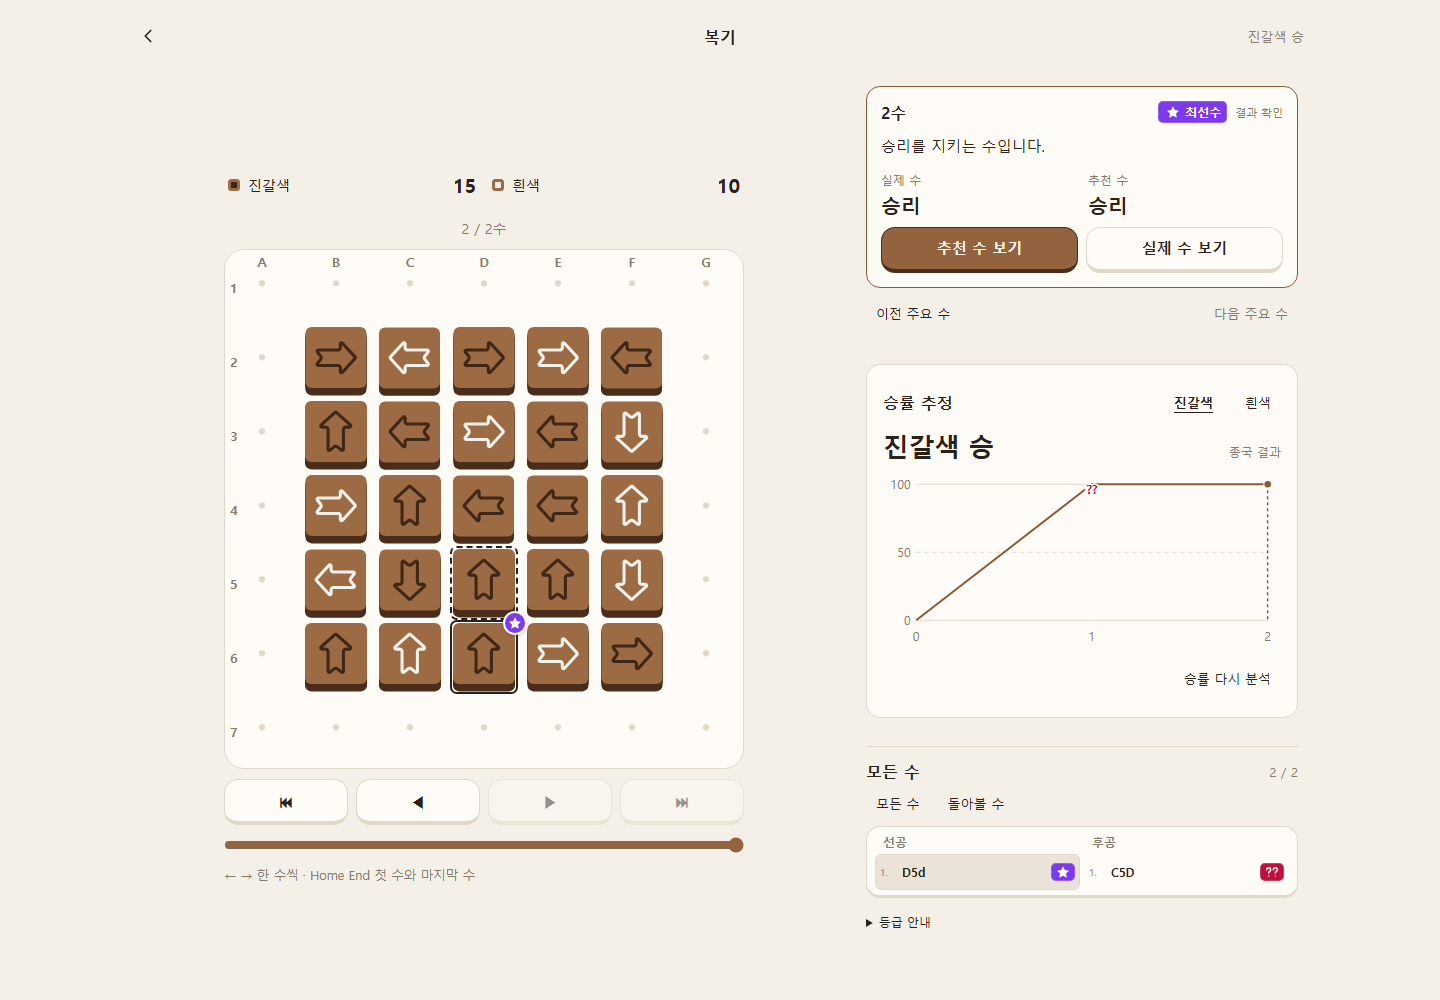 복기
진갈색 승
진갈색 15 흰색 10
2 / 2수
A B C D E F G
1
2
3
4
5
6
7
← → 한 수씩 · Home End 첫 수와 마지막 수
2수 최선수 결과 확인
승리를 지키는 수입니다.
실제 수 추천 수
승리 승리
추천 수 보기 실제 수 보기
이전 주요 수 다음 주요 수
승률 추정 진갈색 흰색
진갈색 승 종국 결과
100
??
50
0
0 1 2
승률 다시 분석
모든 수 2 / 2
모든 수 돌아볼 수
선공 후공
1. D5d 1. C5D ??
▶ 등급 안내